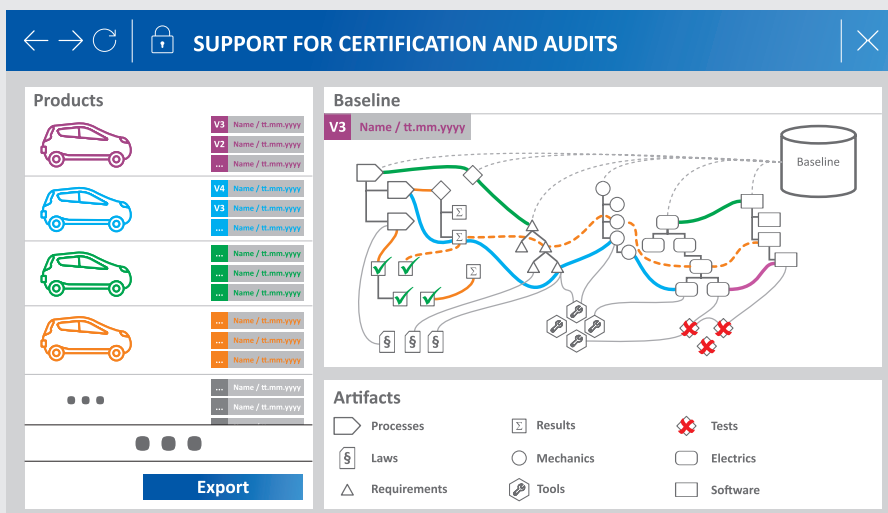 SUPPORT FOR CERTIFICATION AND AUDITS
Products
V3 Name / tt.mm.yyyy
V2 Name / tt.mm.yyyy
... Name / tt.mm.yyyy
V4 Name / tt.mm.yyyy
V3 Name / tt.mm.yyyy
... Name / tt.mm.yyyy
... Name / tt.mm.yyyy
... Name / tt.mm.yyyy
... Name / tt.mm.yyyy
... Name / tt.mm.yyyy
... Name / tt.mm.yyyy
... Name / tt.mm.yyyy
... Name / tt.mm.yyyy
... Name / tt.mm.yyyy
Export
Baseline
V3 Name / tt.mm.yyyy
Baseline
Σ
Σ
Σ
§ § §
Artifacts
Processes
Σ Results
Tests
§ Laws
Mechanics
Electrics
Requirements
Tools
Software